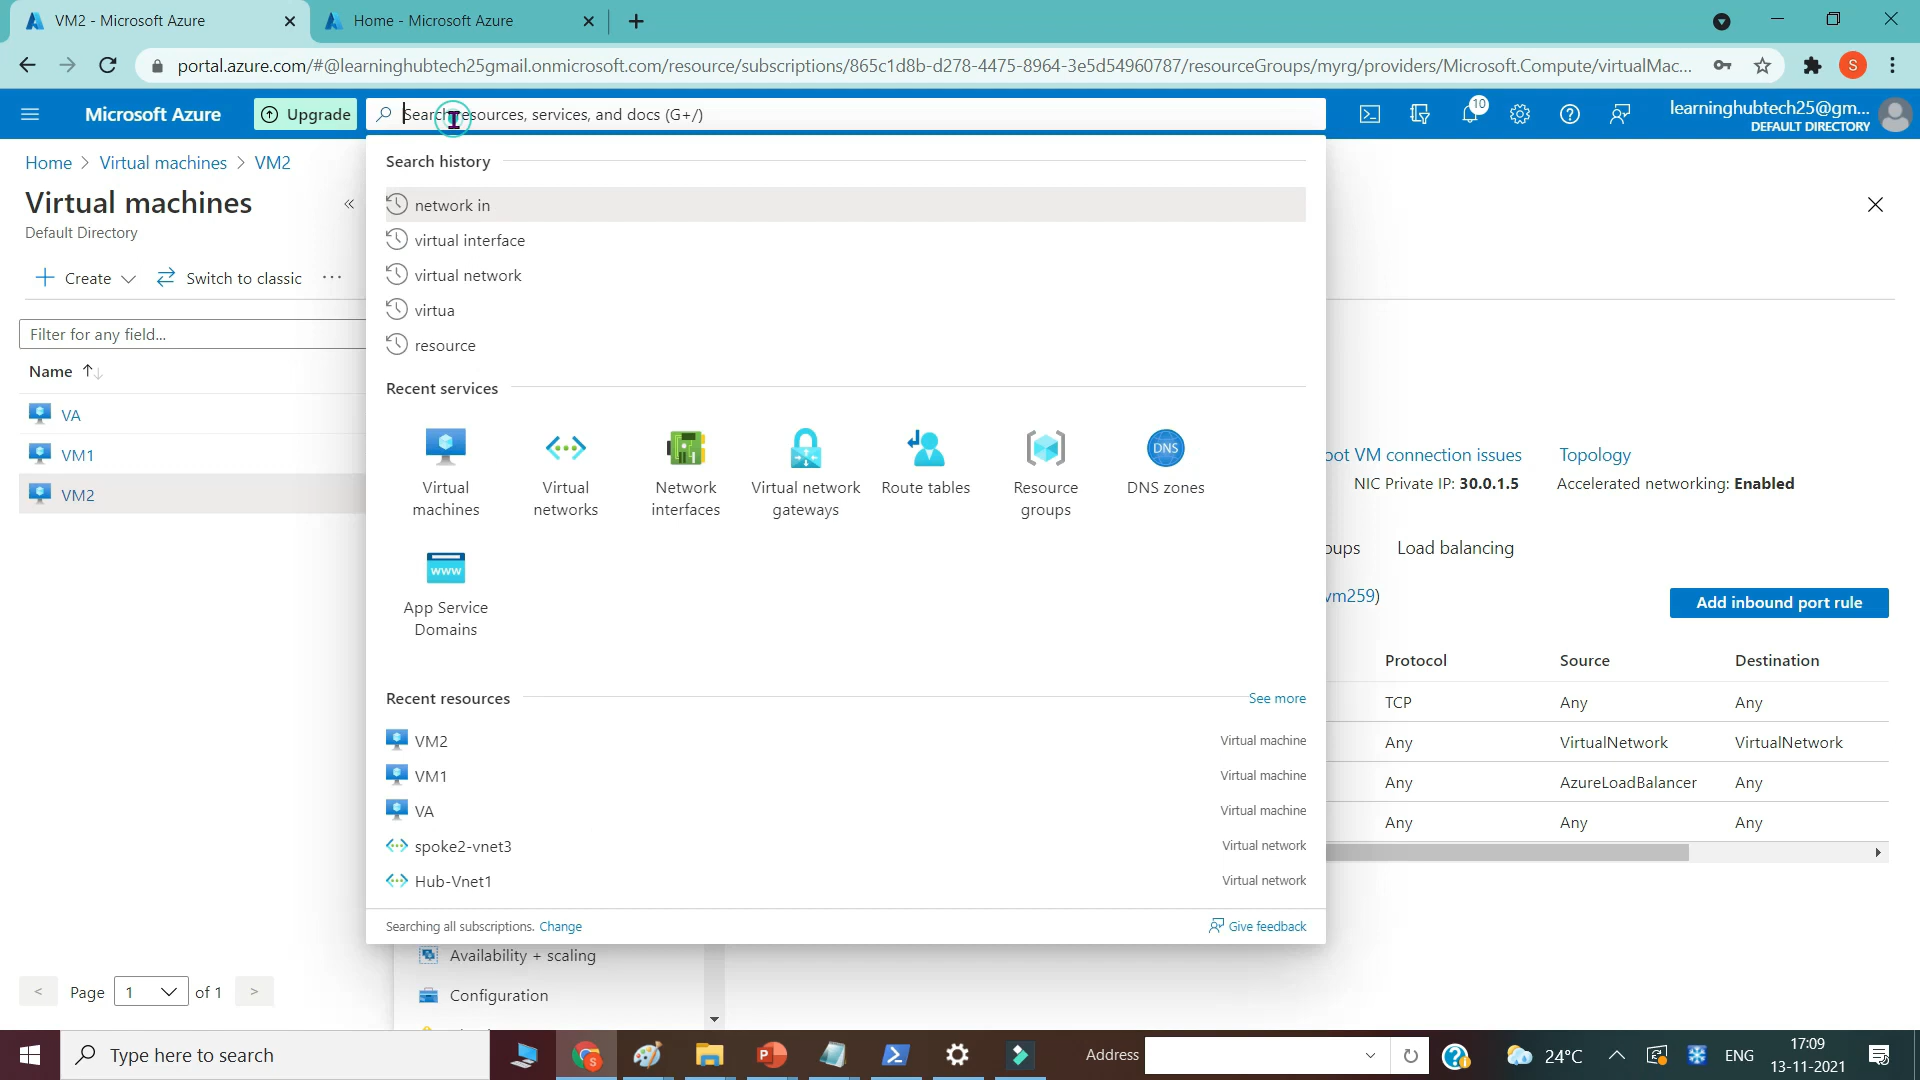 VM2 - Microsoft Azure
Home - Microsoft Azure
portal.azure.com/#@learninghubtech25gmail.onmicrosoft.com/resource/subscriptions/865c1d8b-d278-4475-8964-3e5d54960787/resourceGroups/myrg/providers/Microsoft.Compute/virtualMac...
S
Microsoft Azure
Upgrade
Search resources, services, and docs (G+/)
10
learninghubtech25@gm...
DEFAULT DIRECTORY
Home > Virtual machines > VM2
Virtual machines
Default Directory
Create
Switch to classic
Filter for any field...
Name
VA
VM1
VM2
Page 1 of 1
Search history
network in
virtual interface
virtual network
virtua
resource
Recent services
Virtual machines
Virtual networks
Network interfaces
Virtual network gateways
Route tables
Resource groups
DNS
DNS zones
www
App Service Domains
Recent resources
See more
VM2 Virtual machine
VM1 Virtual machine
VA Virtual machine
spoke2-vnet3 Virtual network
Hub-Vnet1 Virtual network
Searching all subscriptions. Change
Give feedback
Availability + scaling
Configuration
oot VM connection issues
Topology
NIC Private IP: 30.0.1.5
Accelerated networking: Enabled
oups
Load balancing
vm259)
Add inbound port rule
Protocol Source Destination
TCP Any Any
Any VirtualNetwork VirtualNetwork
Any AzureLoadBalancer Any
Any Any Any
Type here to search
S
Address
24°C
ENG
17:09
13-11-2021